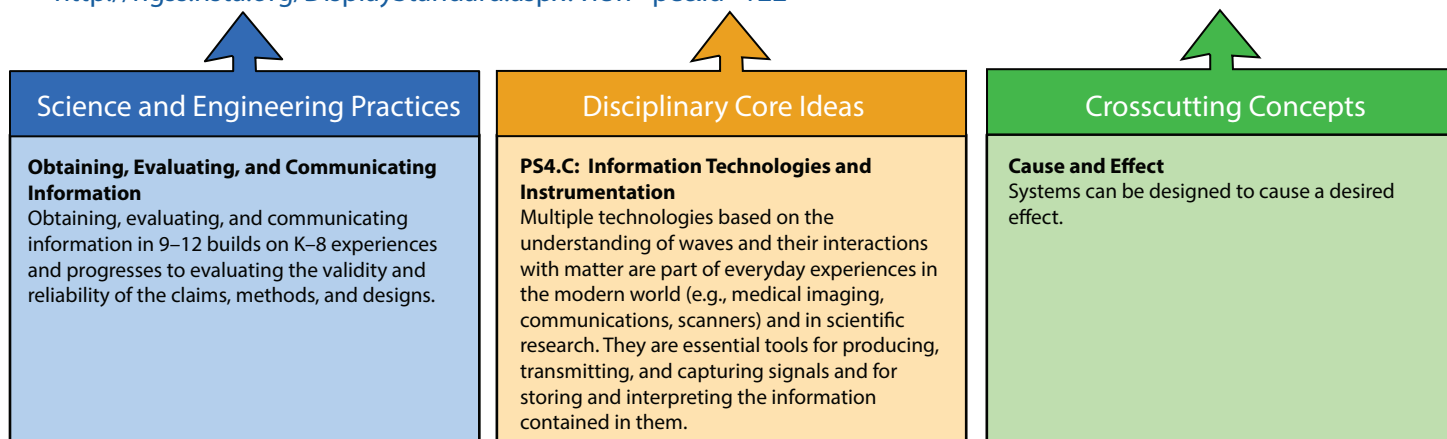 Science and Engineering Practices
Obtaining, Evaluating, and Communicating
Information
Obtaining, evaluating, and communicating
information in 9–12 builds on K–8 experiences
and progresses to evaluating the validity and
reliability of the claims, methods, and designs.
Disciplinary Core Ideas
PS4.C: Information Technologies and
Instrumentation
Multiple technologies based on the
understanding of waves and their interactions
with matter are part of everyday experiences in
the modern world (e.g., medical imaging,
communications, scanners) and in scientific
research. They are essential tools for producing,
transmitting, and capturing signals and for
storing and interpreting the information
contained in them.
Crosscutting Concepts
Cause and Effect
Systems can be designed to cause a desired
effect.